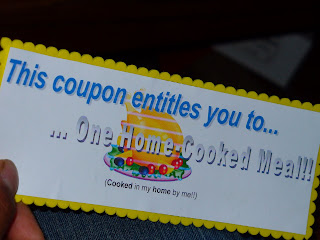 This coupon entitles you to...
... One Home-Cooked Meal!!!
(Cooked in my home by me!!)